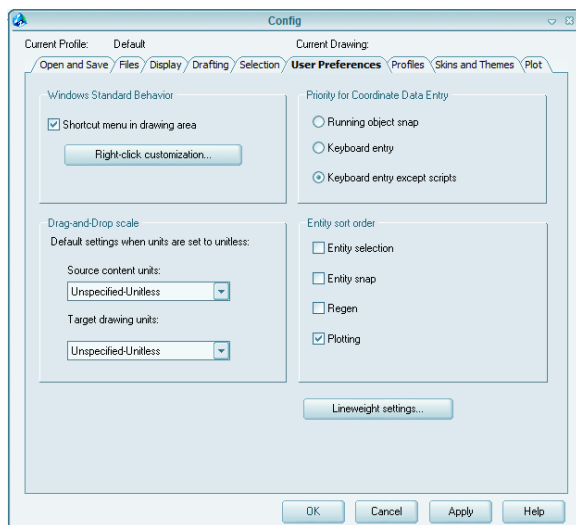 Config
Current Profile: Default Current Drawing:
Open and Save Files Display Drafting Selection User Preferences Profiles Skins and Themes Plot
Windows Standard Behavior
Shortcut menu in drawing area
Right-click customization...
Priority for Coordinate Data Entry
Running object snap
Keyboard entry
Keyboard entry except scripts
Drag-and-Drop scale
Default settings when units are set to unitless:
Source content units:
Unspecified-Unitless
Target drawing units:
Unspecified-Unitless
Entity sort order
Entity selection
Entity snap
Regen
Plotting
Lineweight settings...
OK Cancel Apply Help